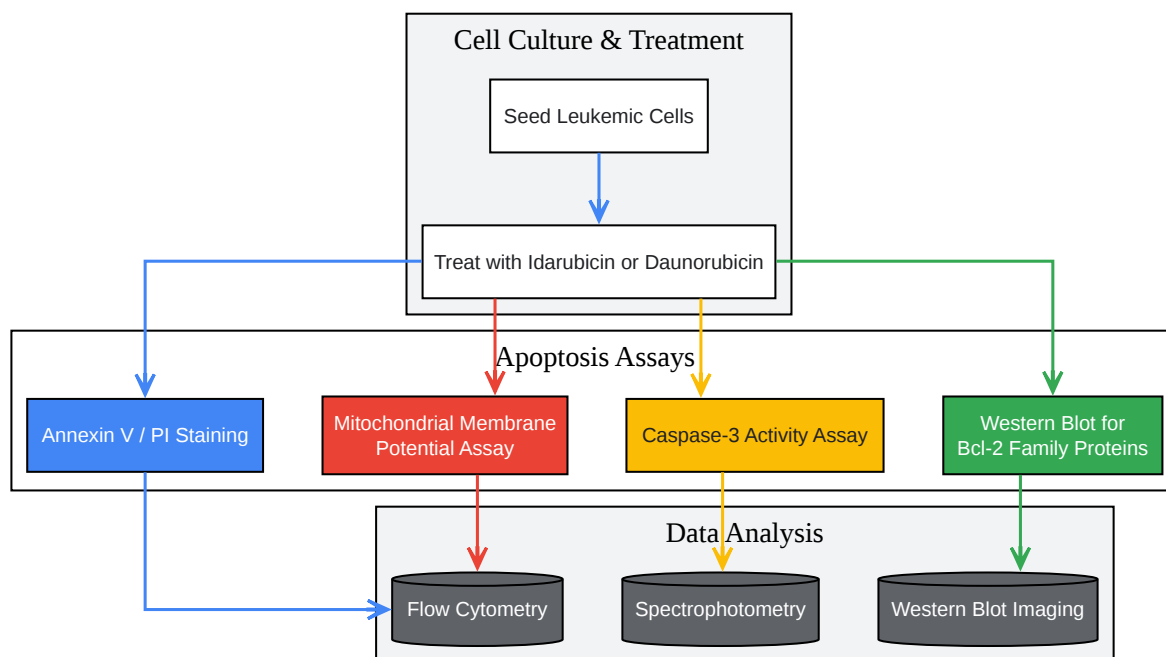 Cell Culture & Treatment
Seed Leukemic Cells
Treat with Idarubicin or Daunorubicin
Apoptosis Assays
Annexin V / PI Staining
Mitochondrial Membrane
Potential Assay
Caspase-3 Activity Assay
Western Blot for
Bcl-2 Family Proteins
Data Analysis
Flow Cytometry
Spectrophotometry
Western Blot Imaging